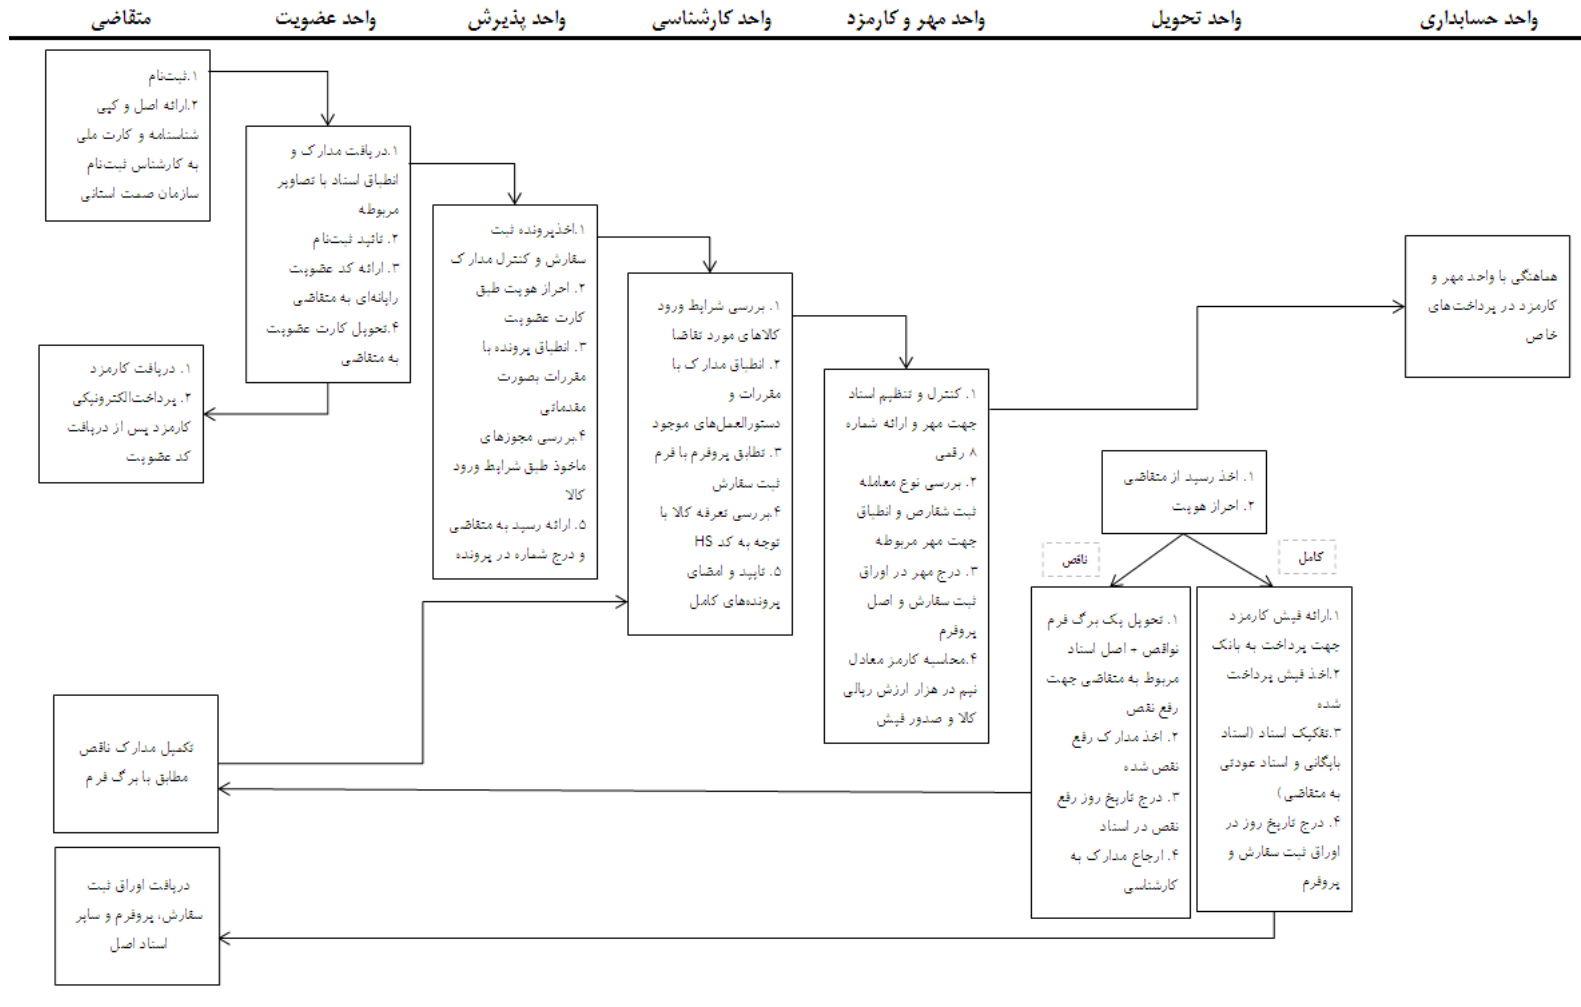 متقاضی
واحد عضویت
واحد پذیرش
واحد کارشناسی
واحد مهر و کارمزد
واحد تحویل
واحد حسابداری
۱.ثبت‌نام
۲.ارائه اصل و کپی
شناسنامه و کارت ملی
به کارشناس ثبت‌نام
سازمان صمت استانی
۱.دریافت مدارک و
انطباق اسناد با تصاویر
مربوطه
۲. تائید ثبت‌نام
۳. ارائه کد عضویت
رایانه‌ای به متقاضی
۴.تحویل کارت عضویت
به متقاضی
۱. دریافت کارمزد
۲. پرداخت‌الکترونیکی
کارمزد پس از دریافت
کد عضویت
۱.اخذپرونده ثبت
سفارش و کنترل مدارک
۲. احراز هویت طبق
کارت عضویت
۳. انطباق پرونده با
مقررات بصورت
مقدماتی
۴.بررسی مجوزهای
ماخوذ طبق شرایط ورود
کالا
۵. ارائه رسید به متقاضی
و درج شماره در پرونده
۱. بررسی شرایط ورود
کالاهای مورد تقاضا
۲. انطباق مدارک با
مقررات و
دستورالعمل‌های موجود
۳. تطابق پروفرم با فرم
ثبت سفارش
۴.بررسی تعرفه کالا با
توجه به کد HS
۵. تایید و امضای
پرونده‌های کامل
۱. کنترل و تنظیم اسناد
جهت مهر و ارائه شماره
۸ رقمی
۲. بررسی نوع معامله
ثبت شقارص و انطباق
جهت مهر مربوطه
۳. درج مهر در اوراق
ثبت سفارش و اصل
پروفرم
۴.محاسبه کارمز معادل
نیم در هزار ارزش ریالی
کالا و صدور فیش
هماهنگی با واحد مهر و
کارمزد در پرداخت‌های
خاص
۱. اخذ رسید از متقاضی
۲. احراز هویت
ناقص
کامل
۱. تحویل یک برگ فرم
نواقص + اصل اسناد
مربوط به متقاضی جهت
رفع نقص
۲. اخذ مدارک رفع
نقص شده
۳. درج تاریخ روز رفع
نقص در اسناد
۴. ارجاع مدارک به
کارشناسی
۱.ارائه فیش کارمزد
جهت پرداخت به بانک
۲.اخذ فیش پرداخت
شده
۳.تفکیک اسناد (اسناد
بایگانی و اسناد عودتی
به متقاضی)
۴. درج تاریخ روز در
اوراق ثبت سفارش و
پروفرم
تکمیل مدارک ناقص
مطابق با برگ فرم
دریافت اوراق ثبت
سفارش، پروفرم و سایر
اسناد اصل